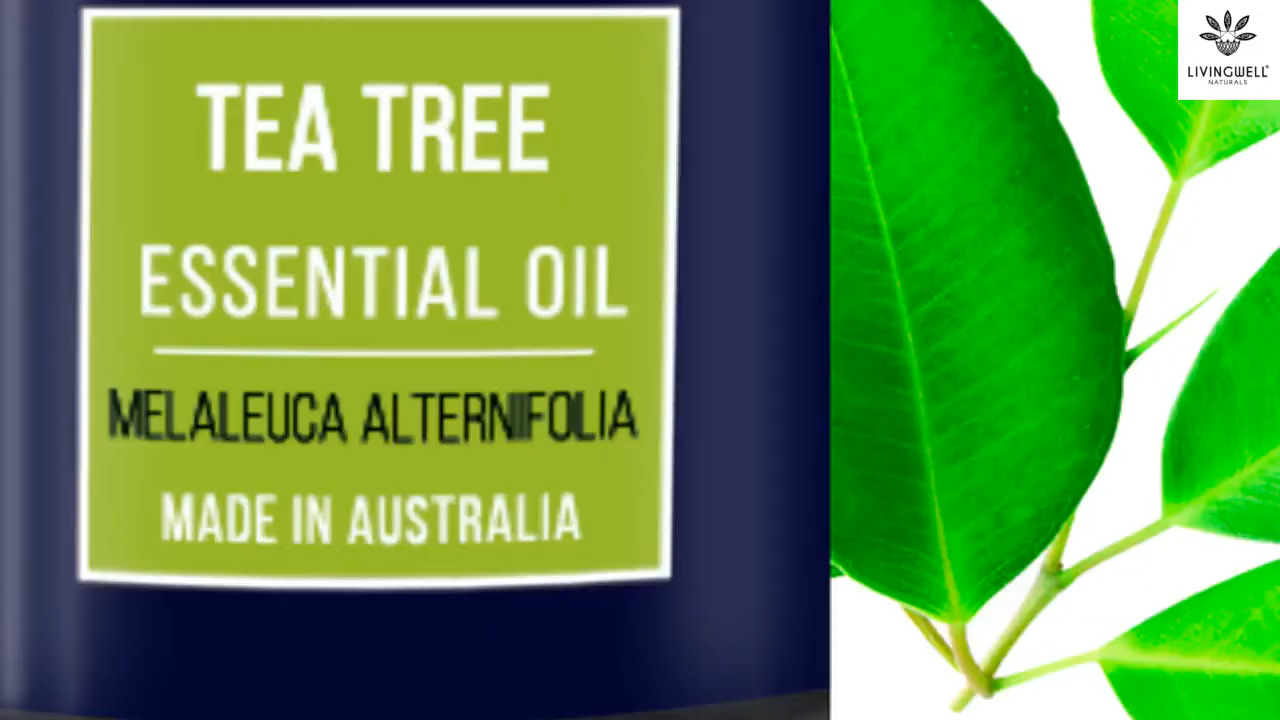 TEA TREE
ESSENTIAL OIL
MELALEUCA ALTERNIFOLIA
MADE IN AUSTRALIA
LIVINGWELL®
NATURALS